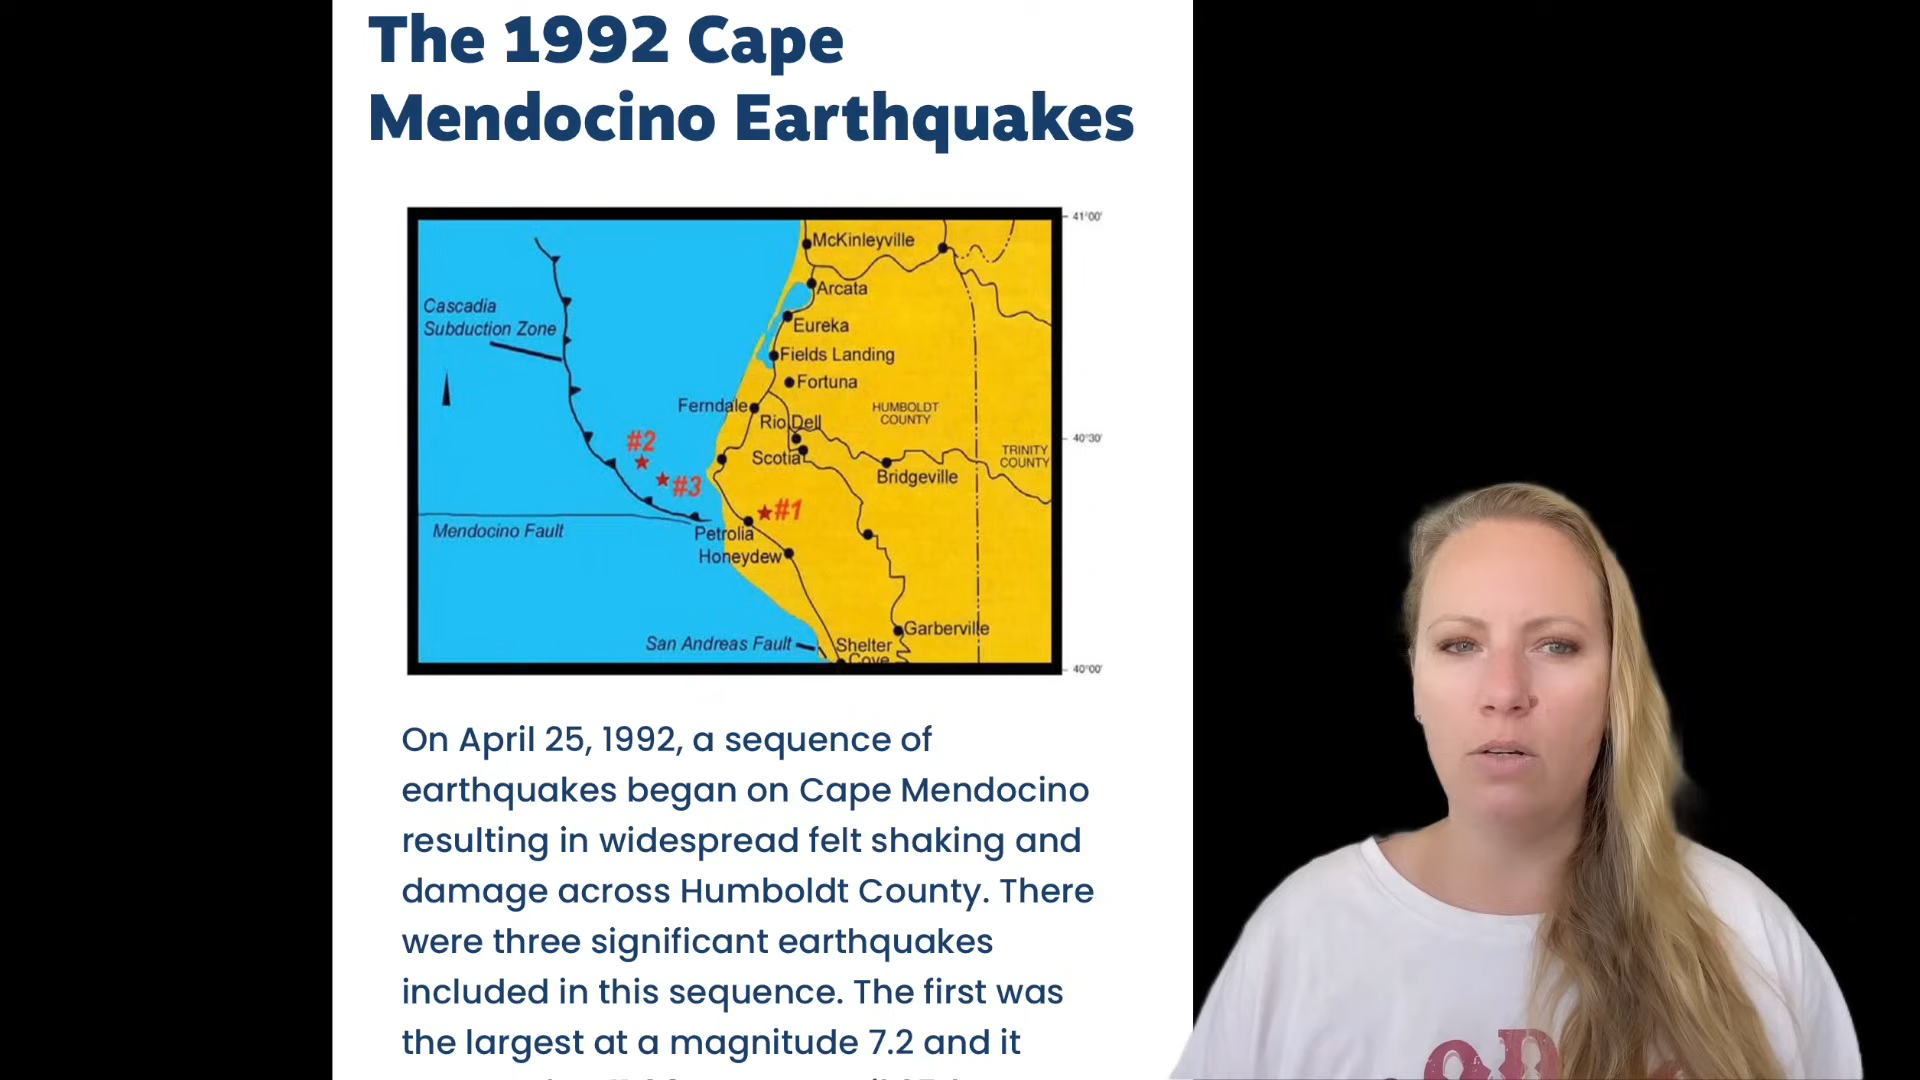 The 1992 Cape
Mendocino Earthquakes
41°00'
McKinleyville
Arcata
Cascadia
Subduction Zone
Eureka
Fields Landing
Fortuna
Ferndale
HUMBOLDT
COUNTY
Rio Dell
40°30'
#2
Scotia
TRINITY
COUNTY
Bridgeville
#3
#1
Mendocino Fault
Petrolia
Honeydew
Garberville
San Andreas Fault
Shelter
Cove
40°00'
On April 25, 1992, a sequence of
earthquakes began on Cape Mendocino
resulting in widespread felt shaking and
damage across Humboldt County. There
were three significant earthquakes
included in this sequence. The first was
the largest at a magnitude 7.2 and it